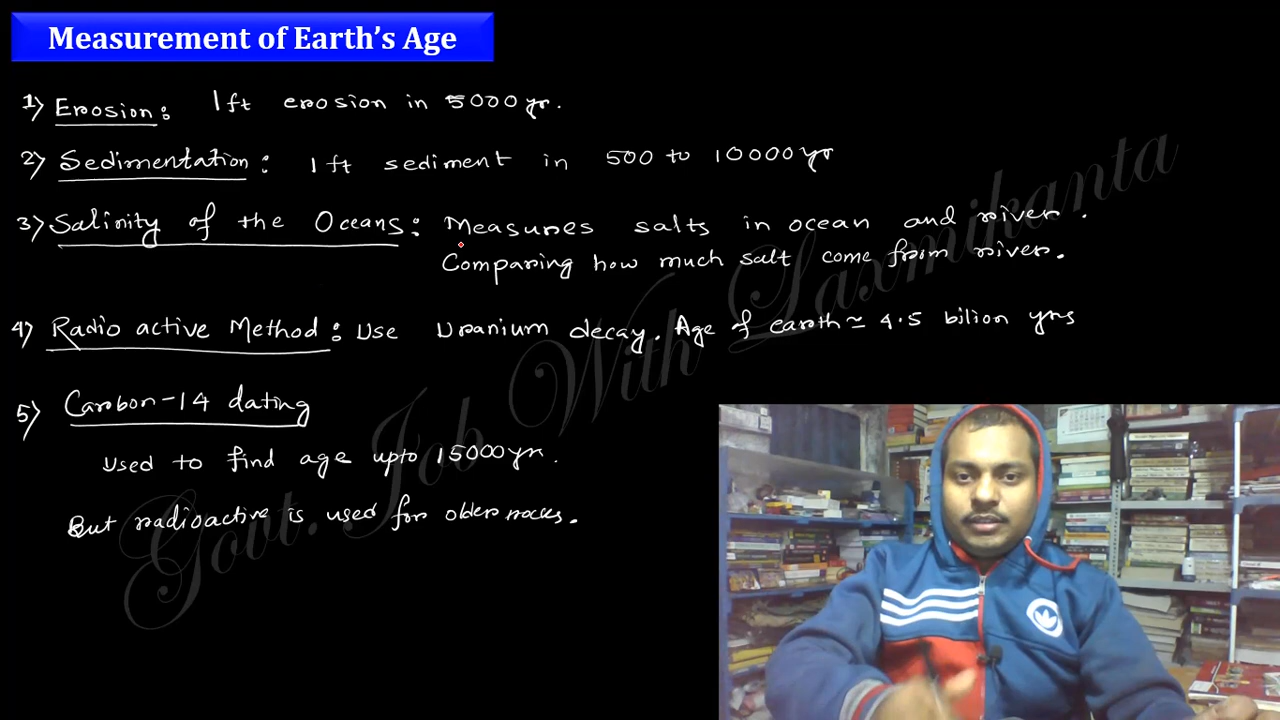 Measurement of Earth's Age
1) Erosion: 1ft erosion in 5000 yr.
2) Sedimentation: 1ft sediment in 500 to 10000 yr
3) Salinity of the Oceans: Measures salts in ocean and river.
Comparing how much salt come from river.
4) Radio active Method: Use Uranium decay. Age of earth ≃ 4.5 bilion yrs
5) Carbon-14 dating
Used to find age upto 15000 yr.
But radioactive is used for older rocks.
Govt. Job With Laxmikanta